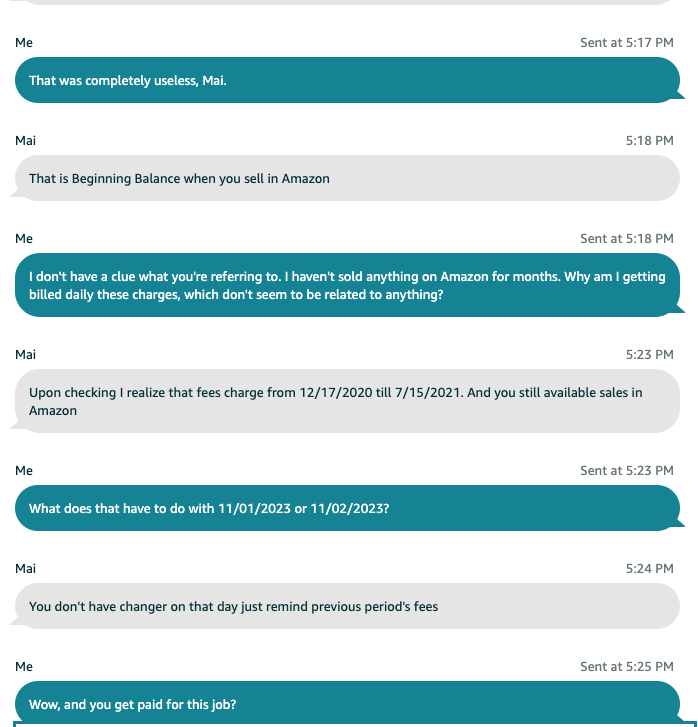 Me Sent at 5:17 PM
That was completely useless, Mai.
Mai 5:18 PM
That is Beginning Balance when you sell in Amazon
Me Sent at 5:18 PM
I don't have a clue what you're referring to. I haven't sold anything on Amazon for months. Why am I getting
billed daily these charges, which don't seem to be related to anything?
Mai 5:23 PM
Upon checking I realize that fees charge from 12/17/2020 till 7/15/2021. And you still available sales in
Amazon
Me Sent at 5:23 PM
What does that have to do with 11/01/2023 or 11/02/2023?
Mai 5:24 PM
You don't have changer on that day just remind previous period's fees
Me Sent at 5:25 PM
Wow, and you get paid for this job?